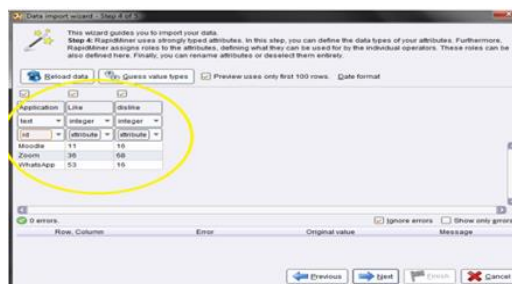 Data import wizard - Step 4 of 5
This wizard guides you to import your data.
Step 4: RapidMiner uses strongly typed attributes. In this step, you can define the data types of your attributes. Furthermore,
RapidMiner assigns roles to the attributes, defining what they can be used for by the individual operators. These roles can be
also defined here. Finally, you can rename attributes or deselect them entirely.
Reload data Guess value types Preview uses only first 100 rows. Date format
Application Like dislike
text integer integer
id attribute attribute
Moodle 11 16
Zoom 36 68
WhatsApp 53 16
0 errors. Ignore errors Show only errors
Row, Column Error Original value Message
Previous Next Finish Cancel